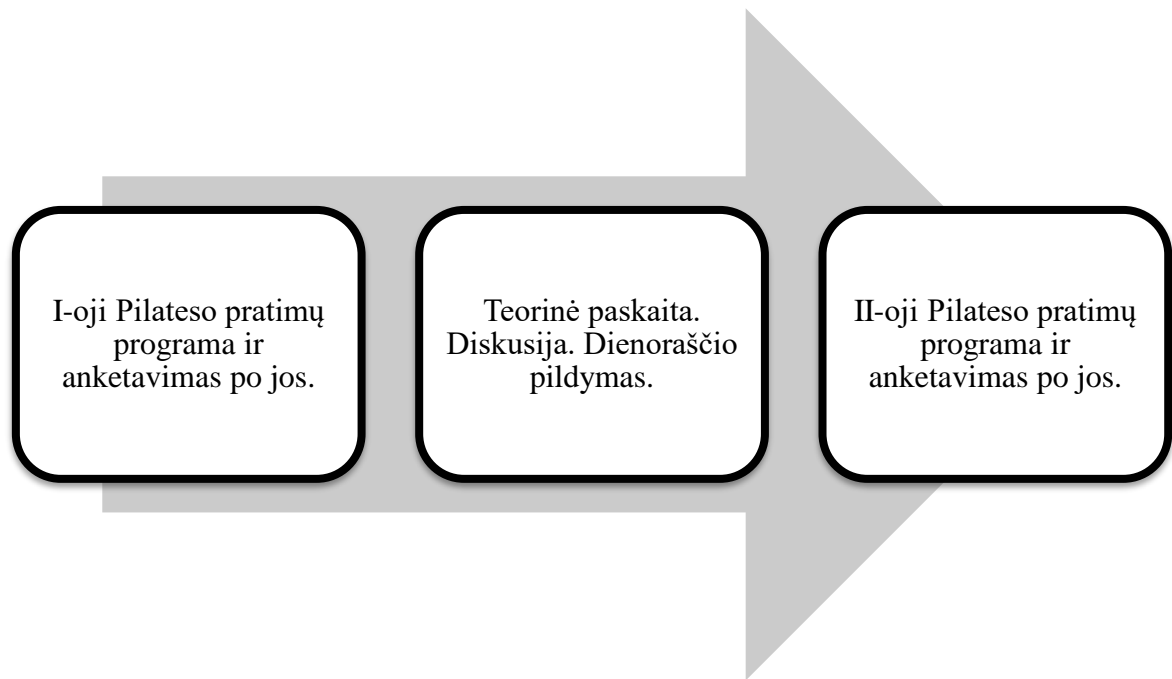 I-oji Pilateso pratimų
programa ir
anketavimas po jos.
Teorinė paskaita.
Diskusija. Dienoraščio
pildymas.
II-oji Pilateso pratimų
programa ir
anketavimas po jos.